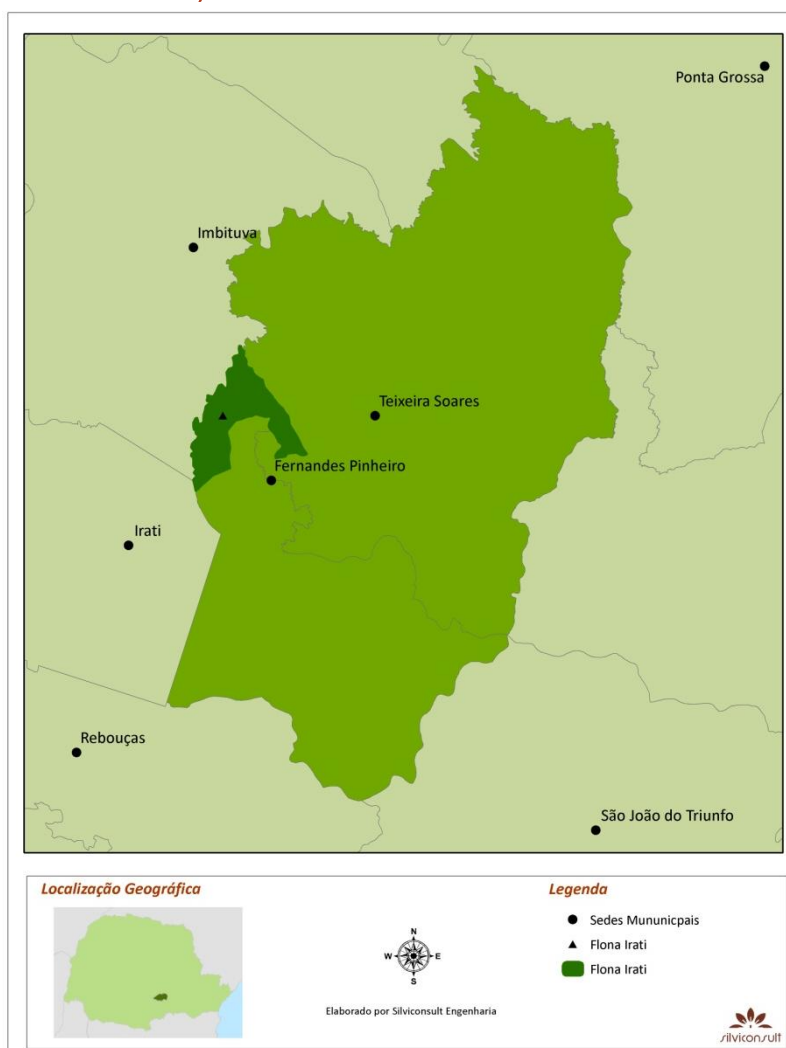 Ponta Grossa
Imbituva
Teixeira Soares
Fernandes Pinheiro
Irati
Rebouças
São João do Triunfo
Localização Geográfica
Legenda
N
W E
S
Sedes Mununicpais
Flona Irati
Flona Irati
Elaborado por Silviconsult Engenharia
silviconsult